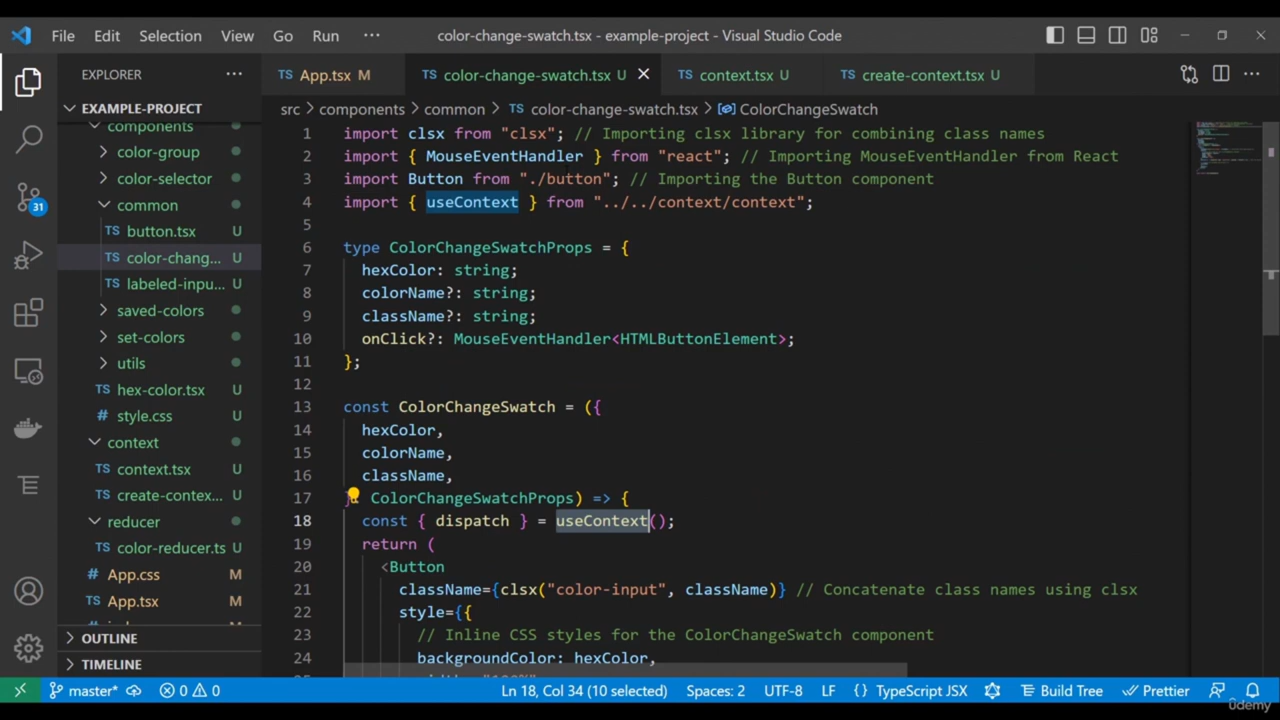 File Edit Selection View Go Run ··· color-change-swatch.tsx - example-project - Visual Studio Code
EXPLORER ···
TS App.tsx M TS color-change-swatch.tsx U TS context.tsx U TS create-context.tsx U ···
EXAMPLE-PROJECT
src > components > common > TS color-change-swatch.tsx > ColorChangeSwatch
components
color-group
color-selector
common
TS button.tsx U
TS color-chang... U
TS labeled-inpu... U
saved-colors
set-colors
utils
TS hex-color.tsx U
# style.css U
context
TS context.tsx U
TS create-contex... U
reducer
TS color-reducer.ts U
# App.css M
TS App.tsx M
OUTLINE
TIMELINE
31
1 import clsx from "clsx"; // Importing clsx library for combining class names
2 import { MouseEventHandler } from "react"; // Importing MouseEventHandler from React
3 import Button from "./button"; // Importing the Button component
4 import { useContext } from "../../context/context";
5
6 type ColorChangeSwatchProps = {
7 hexColor: string;
8 colorName?: string;
9 className?: string;
10 onClick?: MouseEventHandler<HTMLButtonElement>;
11 };
12
13 const ColorChangeSwatch = ({
14 hexColor,
15 colorName,
16 className,
17 ColorChangeSwatchProps) => {
18 const { dispatch } = useContext();
19 return (
20 <Button
21 className={clsx("color-input", className)} // Concatenate class names using clsx
22 style={{
23 // Inline CSS styles for the ColorChangeSwatch component
24 backgroundColor: hexColor,
master* 0 0 Ln 18, Col 34 (10 selected) Spaces: 2 UTF-8 LF {} TypeScript JSX Build Tree Prettier
ûdemy